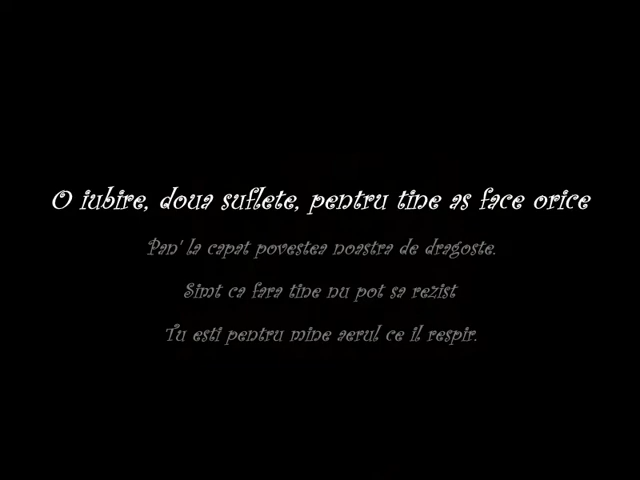 O iubire, doua suflete, pentru tine as face orice
Pan' la capat povestea noastra de dragoste.
Simt ca fara tine nu pot sa rezist
Tu esti pentru mine aerul ce il respir.